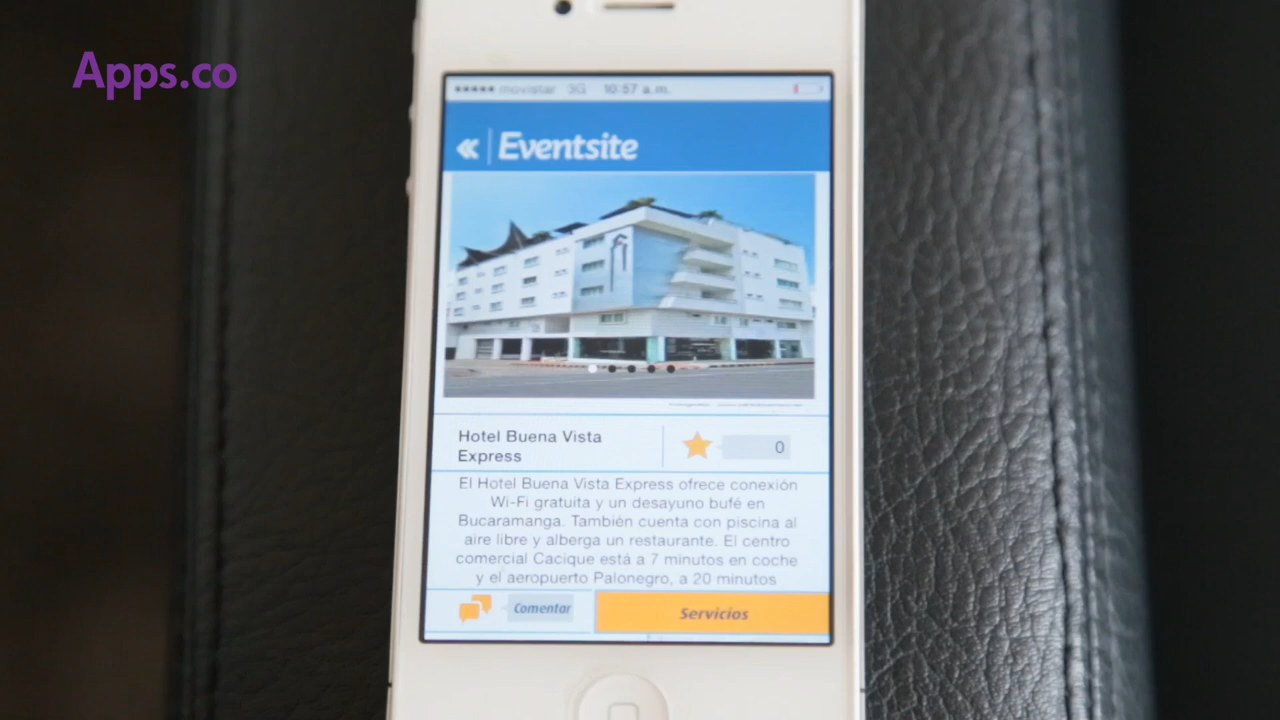 Apps.co
movistar 3G 10:57 a.m.
Eventsite
Hotel Buena Vista
Express
0
El Hotel Buena Vista Express ofrece conexión
Wi-Fi gratuita y un desayuno bufé en
Bucaramanga. También cuenta con piscina al
aire libre y alberga un restaurante. El centro
comercial Cacique está a 7 minutos en coche
y el aeropuerto Palonegro, a 20 minutos
Comentar
Servicios